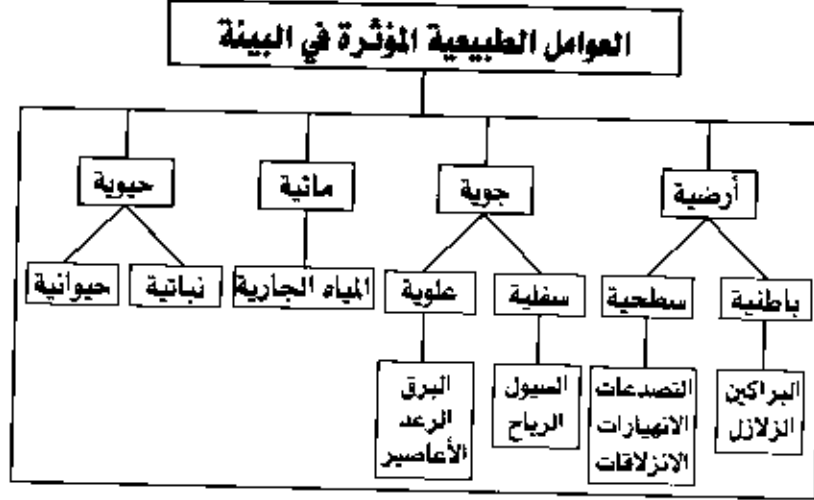 العوامل الطبيعية المؤثرة في البيئة
أرضية
جوية
مائية
حيوية
باطنية
سطحية
سفلية
علوية
المياه الجارية
نباتية
حيوانية
البراكين
الزلازل
التصدعات
الانهيارات
الانزلاقات
السيول
الرياح
البرق
الرعد
الأعاصير